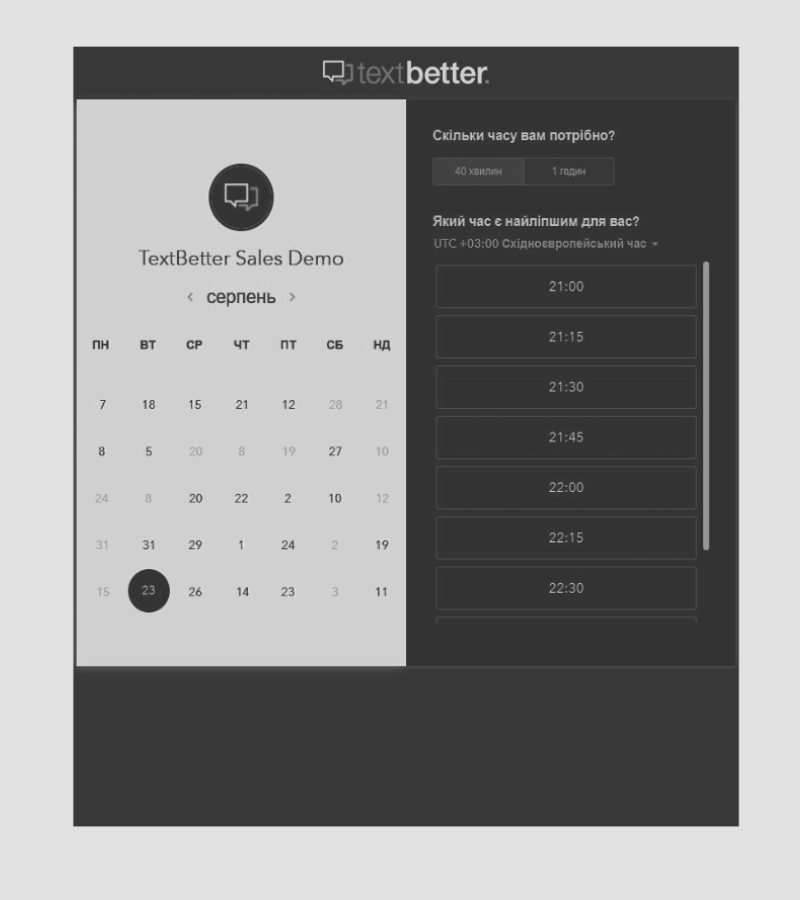 textbetter.
TextBetter Sales Demo
‹ серпень ›
ПН ВТ СР ЧТ ПТ СБ НД
7 18 15 21 12 28 21
8 5 20 8 19 27 10
24 8 20 22 2 10 12
31 31 29 1 24 2 19
15 23 26 14 23 3 11
Скільки часу вам потрібно?
40 хвилин 1 годин
Який час є найліпшим для вас?
UTC +03:00 Східноєвропейський час
21:00
21:15
21:30
21:45
22:00
22:15
22:30